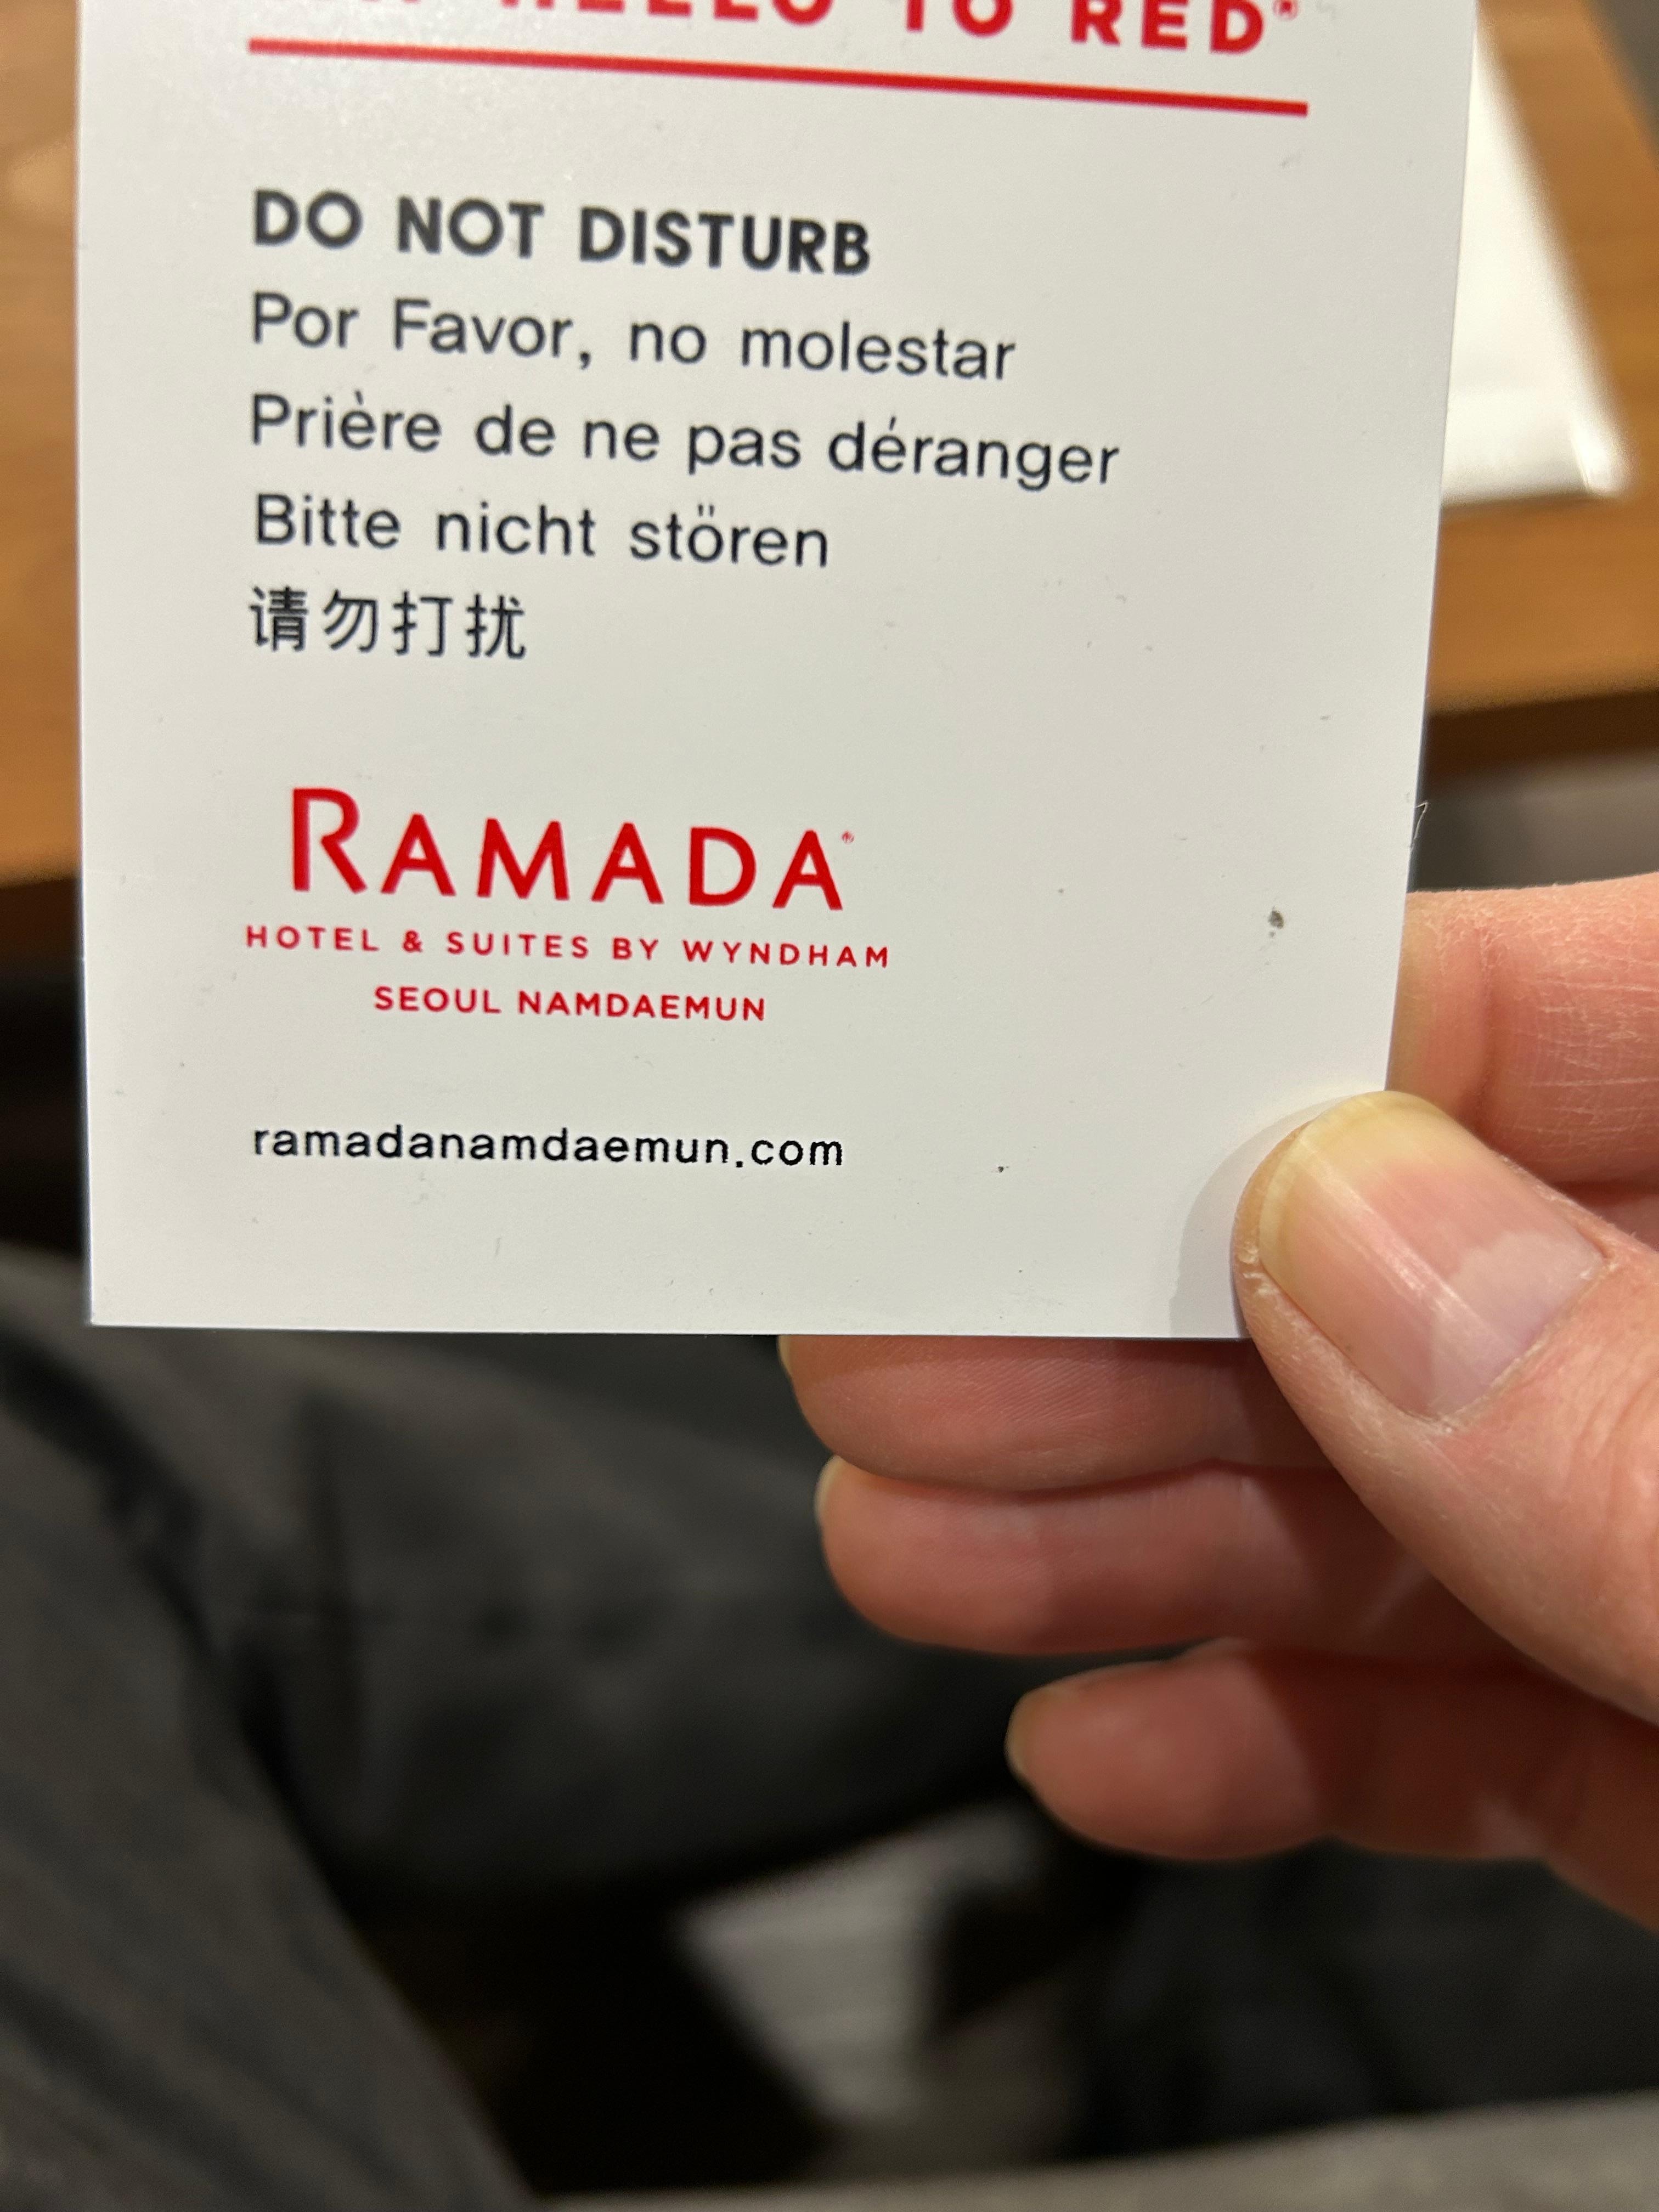 HELLO TO RED®
DO NOT DISTURB
Por Favor, no molestar
Prière de ne pas déranger
Bitte nicht stören
请勿打扰
RAMADA®
HOTEL & SUITES BY WYNDHAM
SEOUL NAMDAEMUN
ramadanamdaemun.com